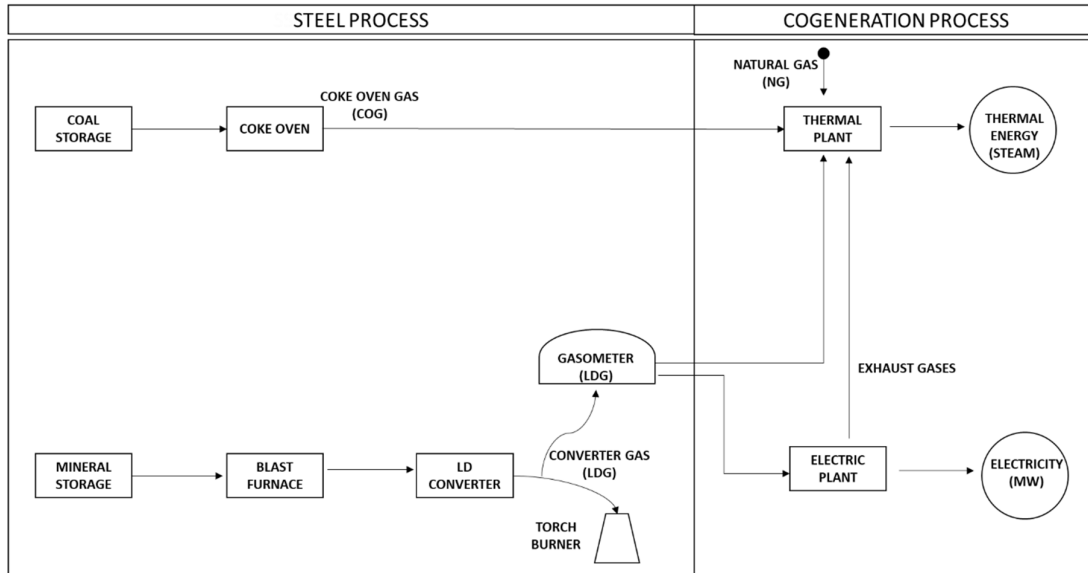 STEEL PROCESS
COGENERATION PROCESS
NATURAL GAS
(NG)
COKE OVEN GAS
(COG)
COAL
STORAGE
COKE OVEN
THERMAL
PLANT
THERMAL
ENERGY
(STEAM)
GASOMETER
(LDG)
EXHAUST GASES
MINERAL
STORAGE
BLAST
FURNACE
LD
CONVERTER
CONVERTER GAS
(LDG)
ELECTRIC
PLANT
ELECTRICITY
(MW)
TORCH
BURNER